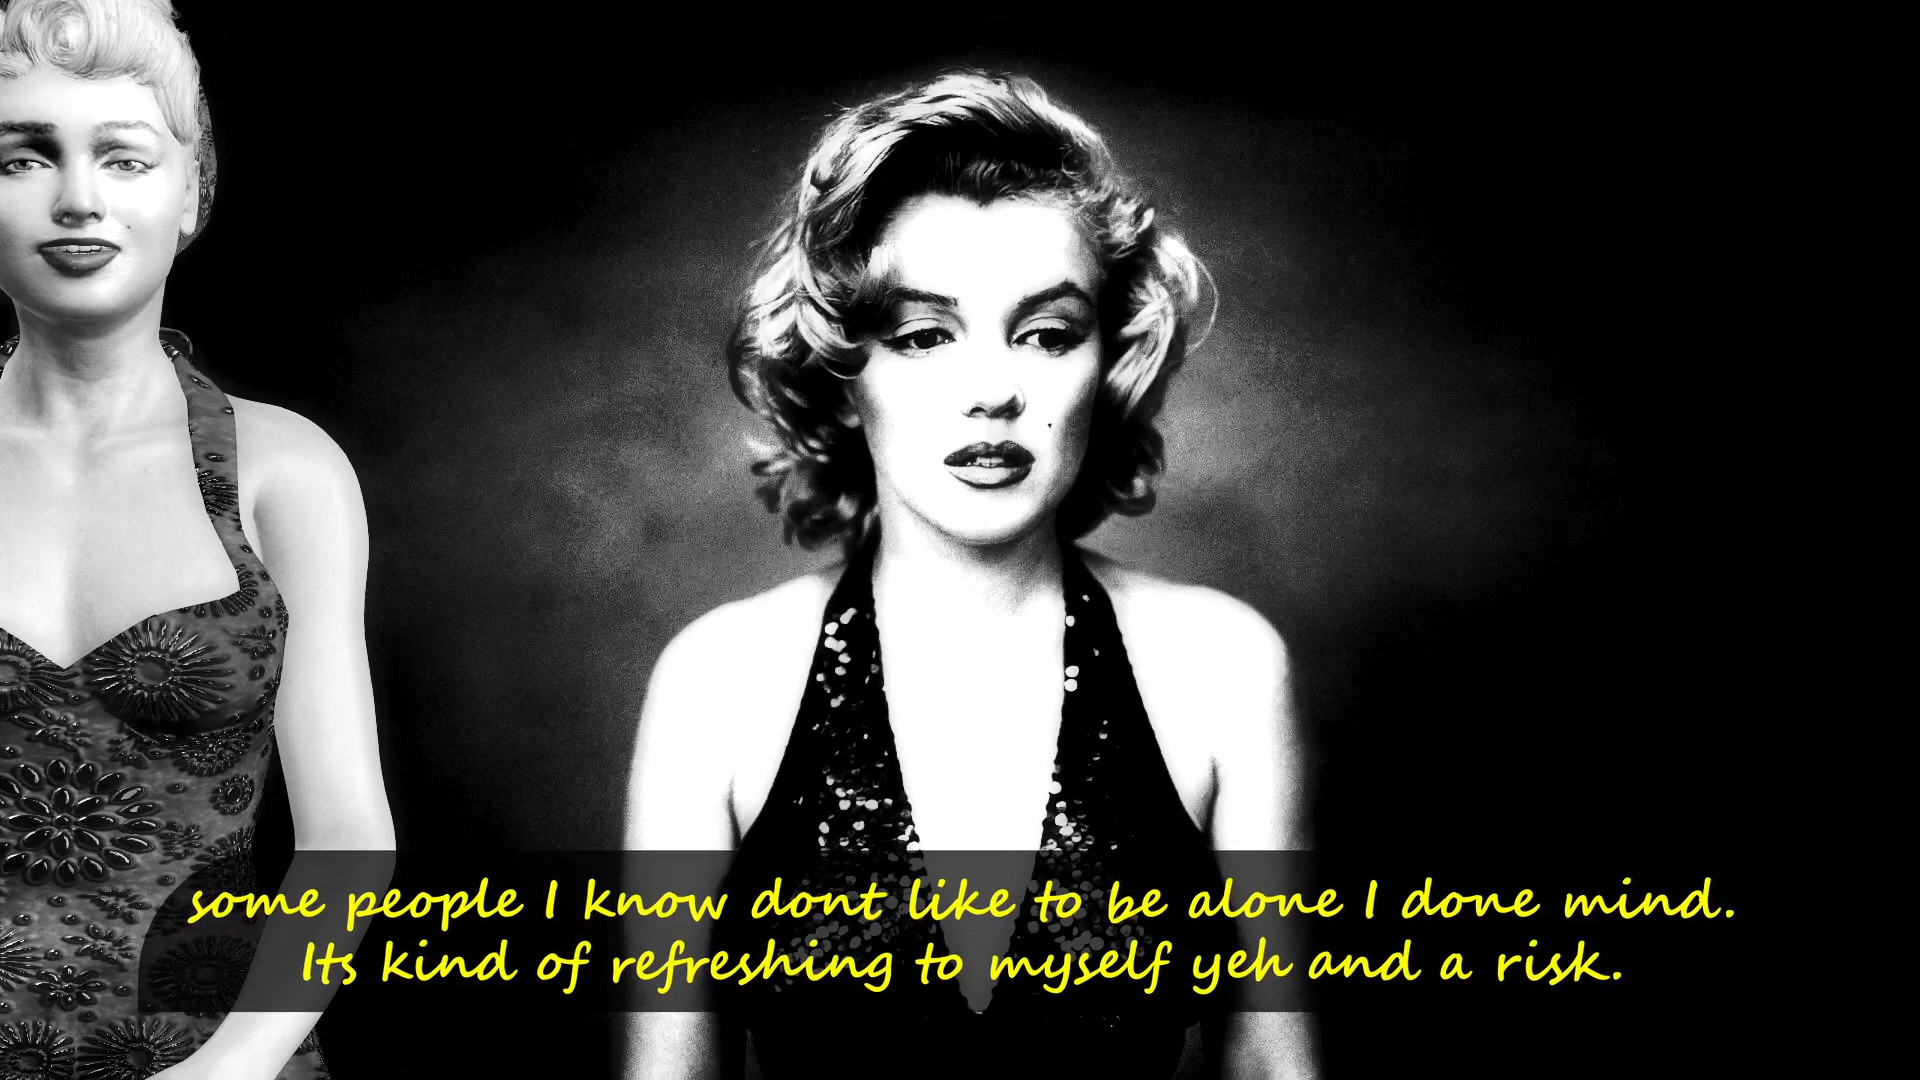 some people I know dont like to be alone I done mind.
Its kind of refreshing to myself yeh and a risk.